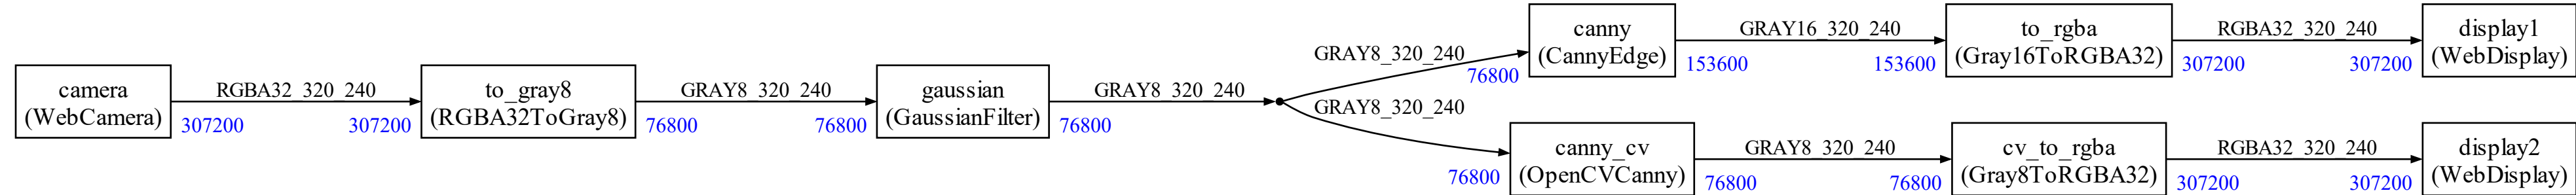 camera
(WebCamera)
RGBA32_320_240
307200
307200
to_gray8
(RGBA32ToGray8)
GRAY8_320_240
76800
76800
gaussian
(GaussianFilter)
GRAY8_320_240
76800
GRAY8_320_240
76800
canny
(CannyEdge)
GRAY16_320_240
153600
153600
to_rgba
(Gray16ToRGBA32)
RGBA32_320_240
307200
307200
display1
(WebDisplay)
GRAY8_320_240
76800
canny_cv
(OpenCVCanny)
GRAY8_320_240
76800
76800
cv_to_rgba
(Gray8ToRGBA32)
RGBA32_320_240
307200
307200
display2
(WebDisplay)